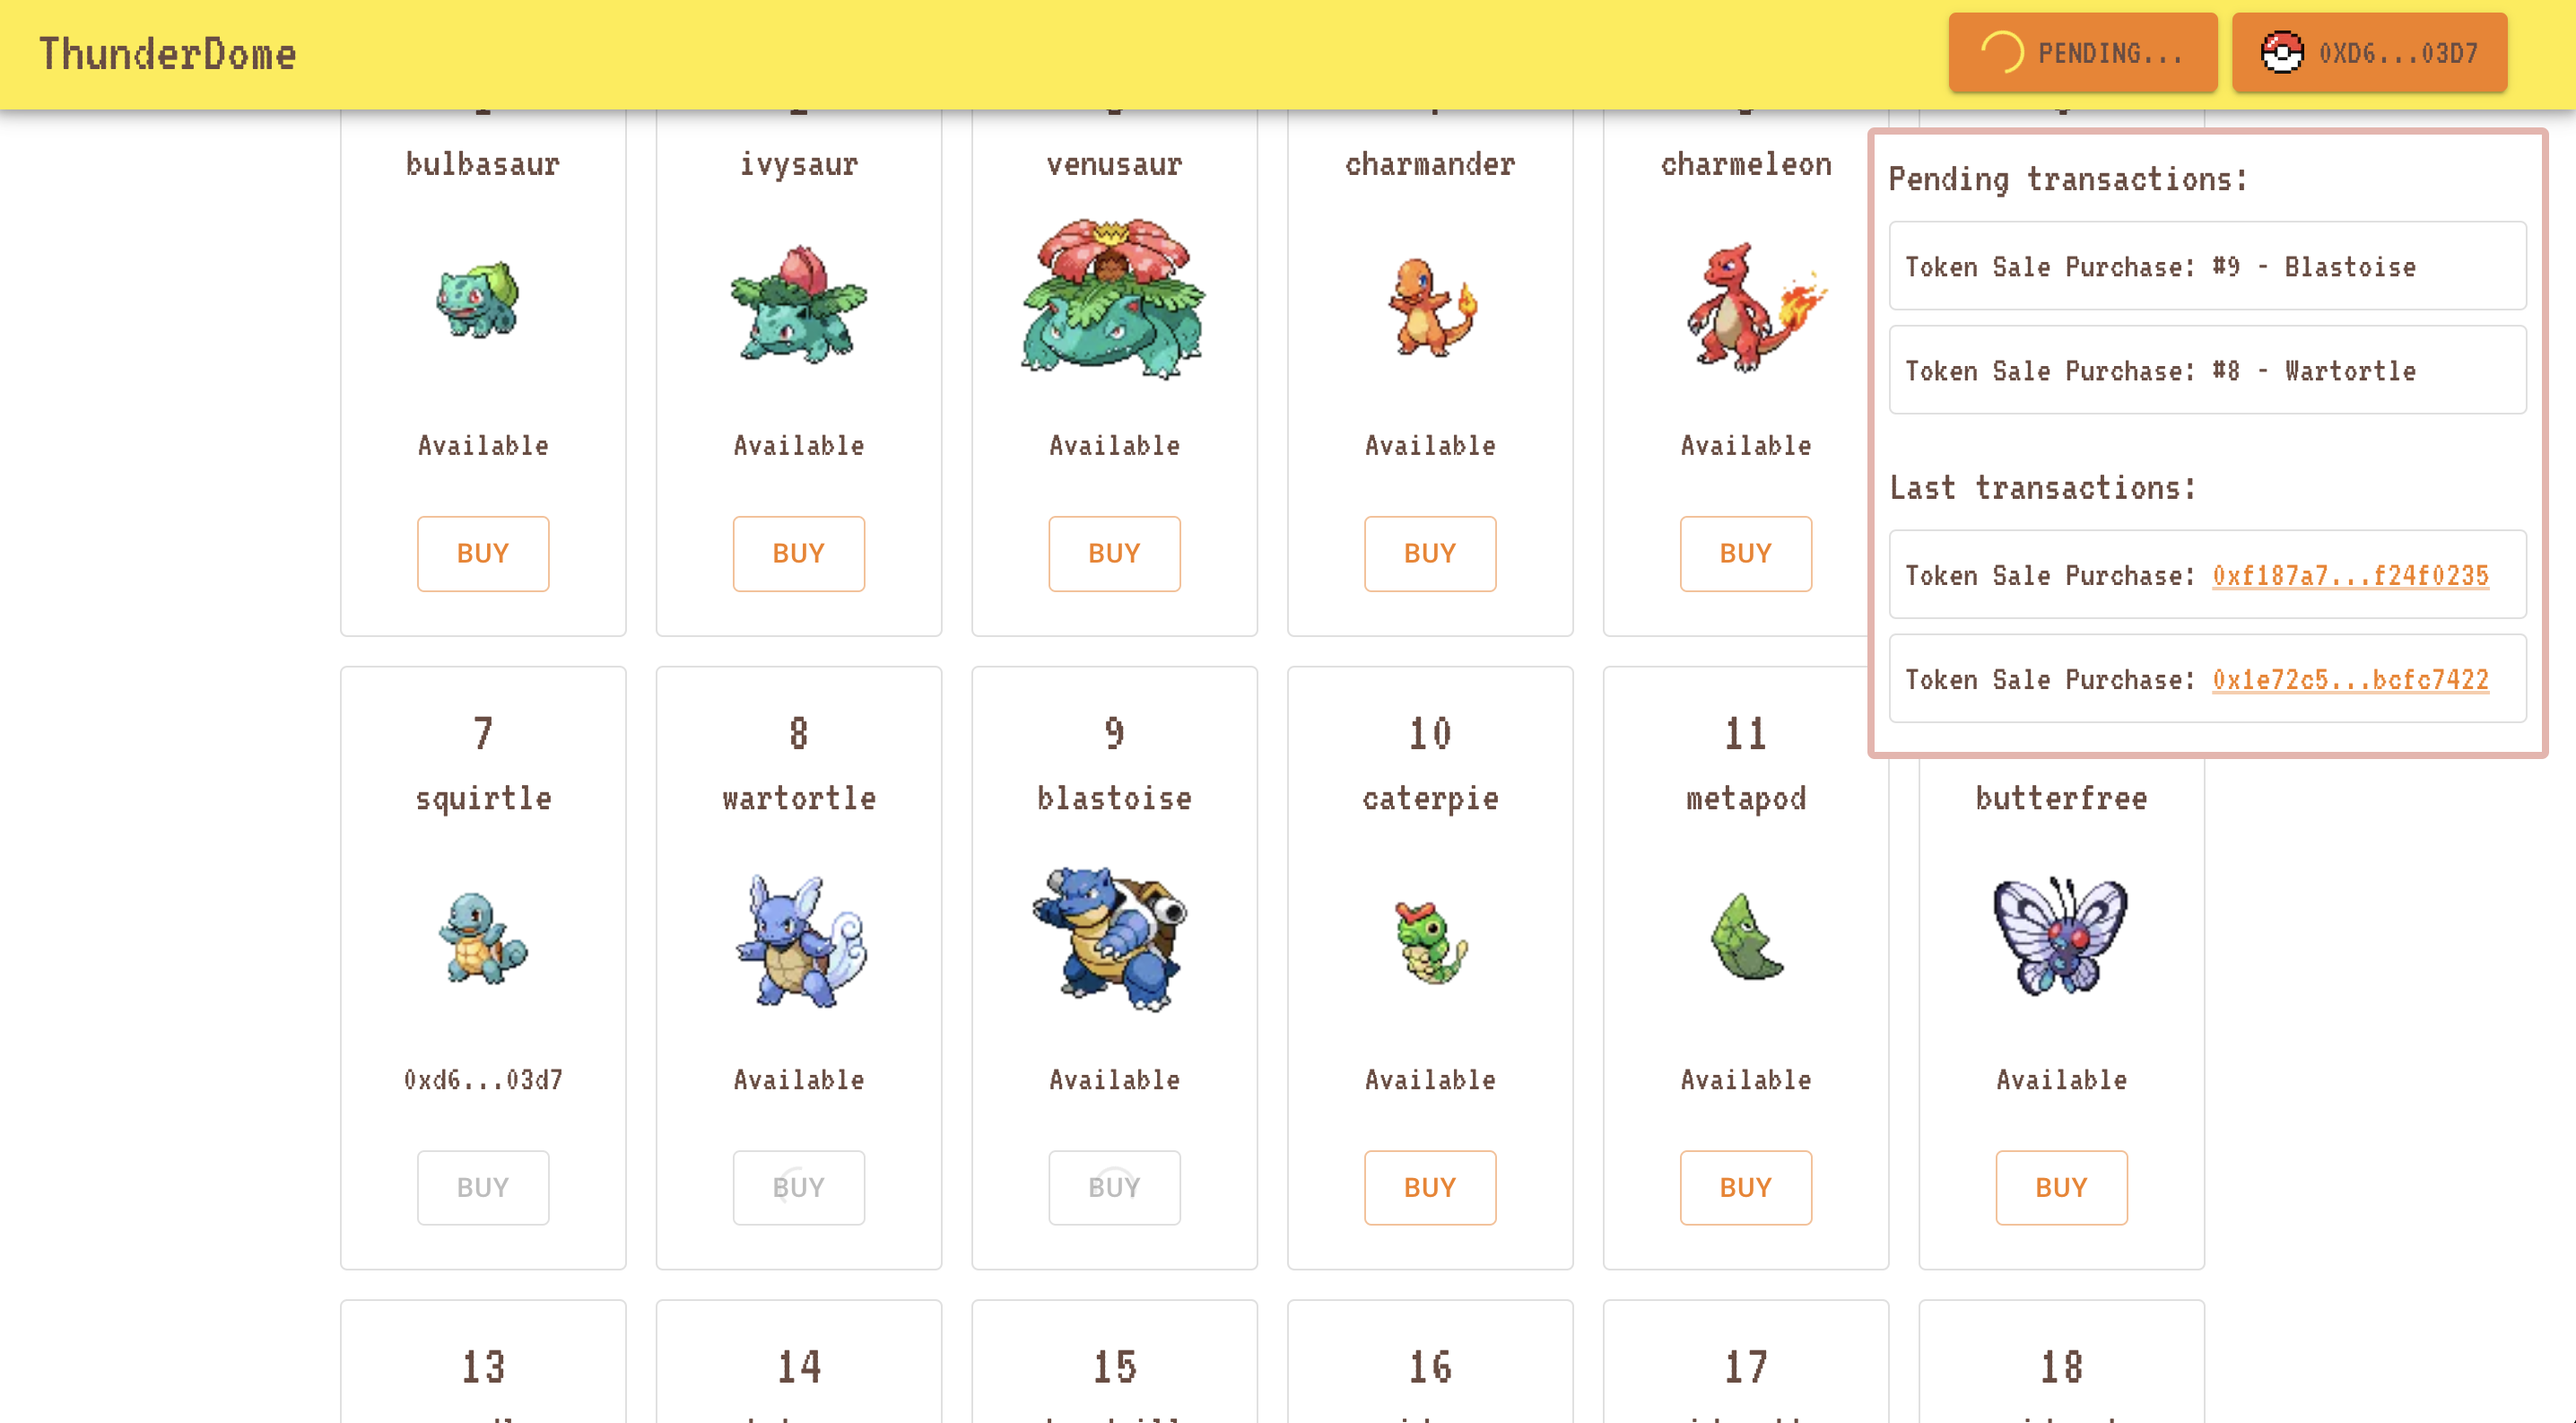 ThunderDome
PENDING...
0XD6...03D7
bulbasaur
ivysaur
venusaur
charmander
charmeleon
Available
Available
Available
Available
Available
BUY
BUY
BUY
BUY
BUY
Pending transactions:
Token Sale Purchase: #9 - Blastoise
Token Sale Purchase: #8 - Wartortle
Last transactions:
Token Sale Purchase: 0xf187a7...f24f0235
Token Sale Purchase: 0x1e72c5...bcfc7422
7
8
9
10
11
squirtle
wartortle
blastoise
caterpie
metapod
butterfree
0xd6...03d7
Available
Available
Available
Available
Available
BUY
BUY
BUY
BUY
BUY
BUY
13
14
15
16
17
18